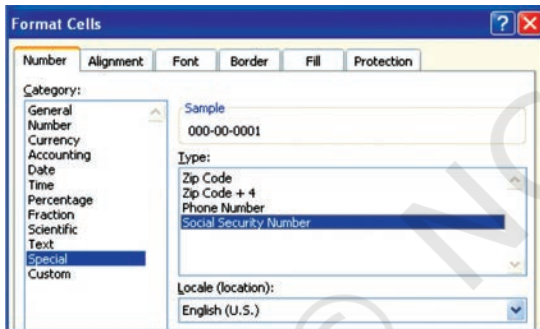 Format Cells
Number Alignment Font Border Fill Protection
Category:
General
Number
Currency
Accounting
Date
Time
Percentage
Fraction
Scientific
Text
Special
Custom
Sample
000-00-0001
Type:
Zip Code
Zip Code + 4
Phone Number
Social Security Number
Locale (location):
English (U.S.)